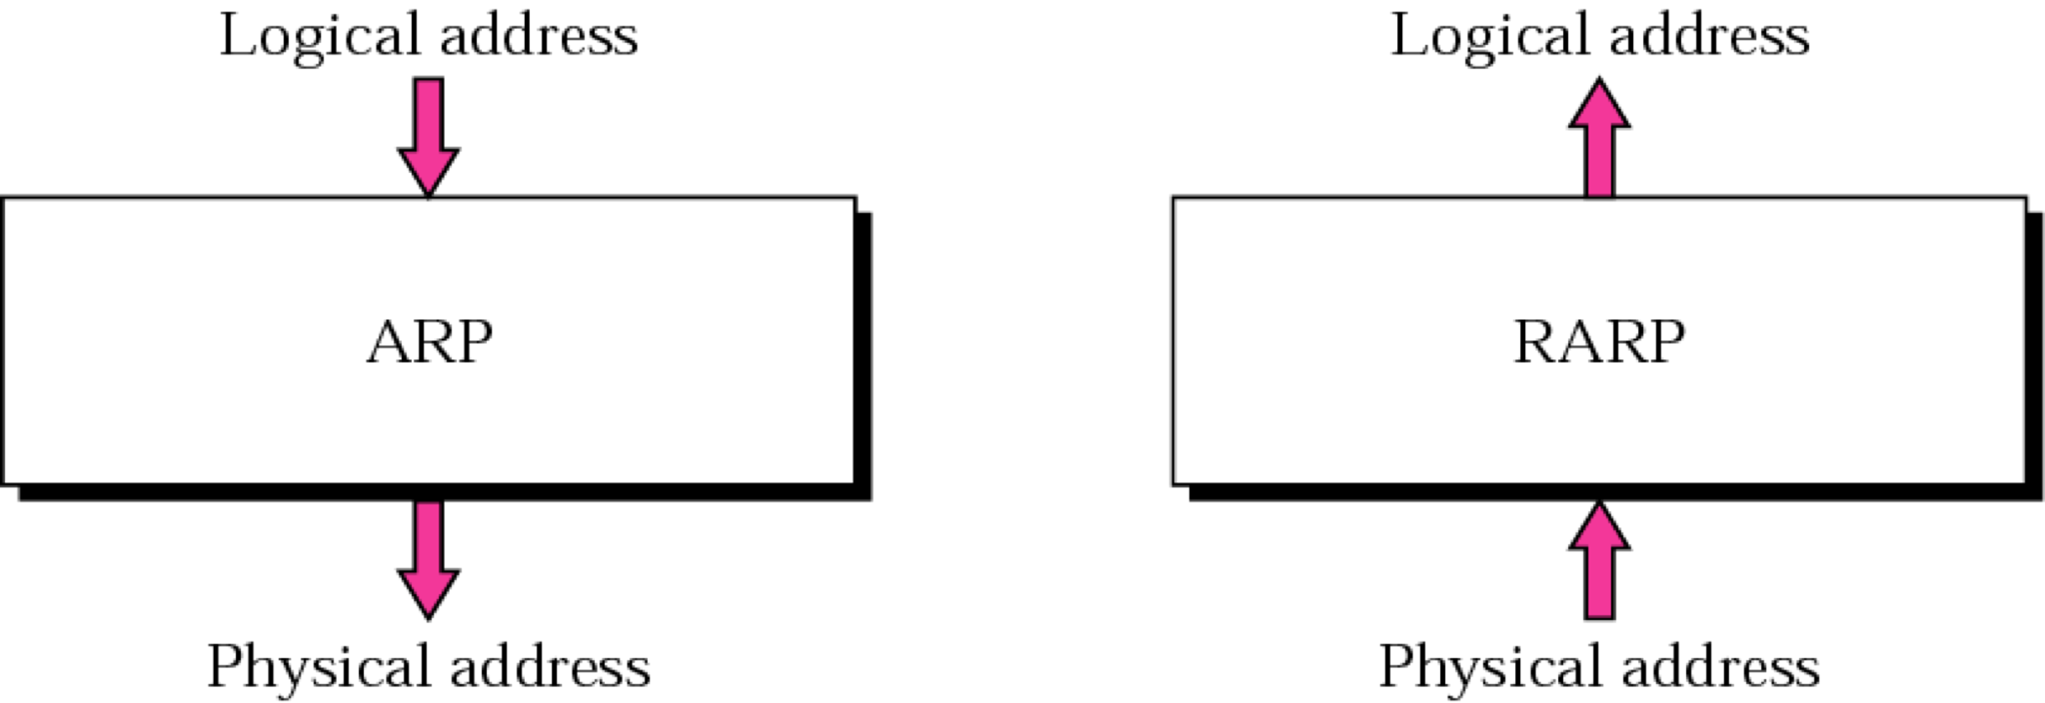 Logical address
ARP
Physical address
Logical address
RARP
Physical address